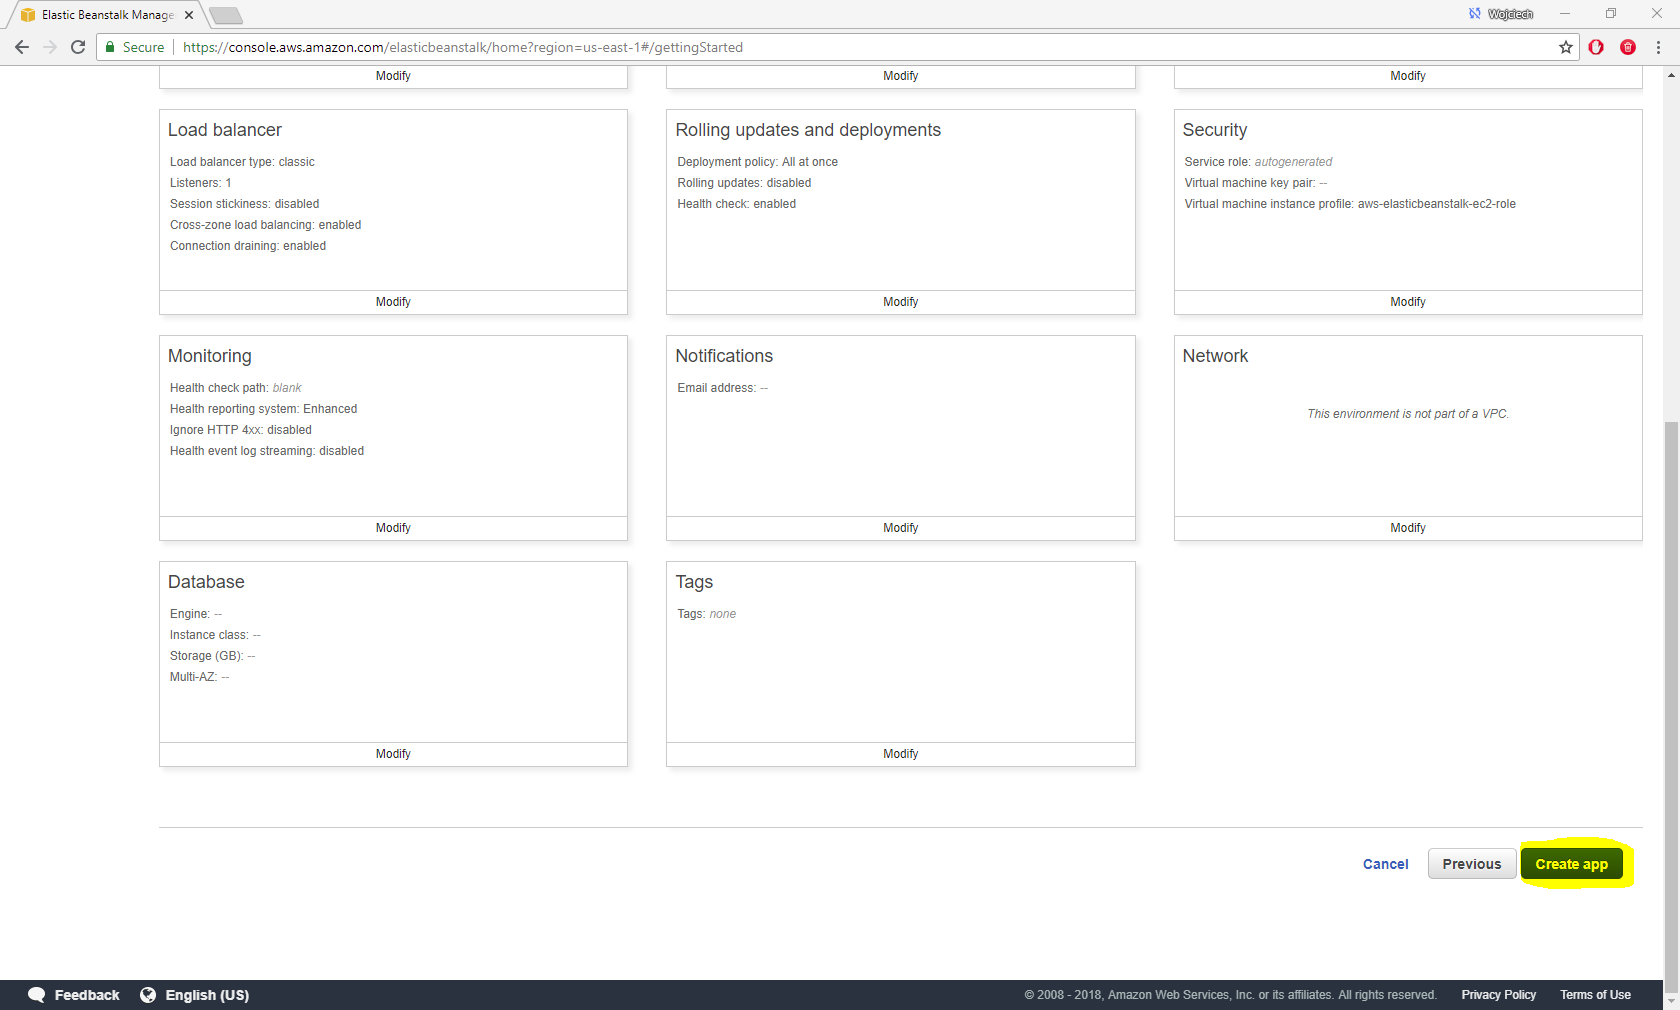 Elastic Beanstalk Manage
Wojciech
Secure
https://console.aws.amazon.com/elasticbeanstalk/home?region=us-east-1#/gettingStarted
Modify
Modify
Modify
Load balancer
Load balancer type: classic
Listeners: 1
Session stickiness: disabled
Cross-zone load balancing: enabled
Connection draining: enabled
Modify
Rolling updates and deployments
Deployment policy: All at once
Rolling updates: disabled
Health check: enabled
Modify
Security
Service role: autogenerated
Virtual machine key pair: --
Virtual machine instance profile: aws-elasticbeanstalk-ec2-role
Modify
Monitoring
Health check path: blank
Health reporting system: Enhanced
Ignore HTTP 4xx: disabled
Health event log streaming: disabled
Modify
Notifications
Email address: --
Modify
Network
This environment is not part of a VPC.
Modify
Database
Engine: --
Instance class: --
Storage (GB): --
Multi-AZ: --
Modify
Tags
Tags: none
Modify
Cancel
Previous
Create app
Feedback
English (US)
© 2008 - 2018, Amazon Web Services, Inc. or its affiliates. All rights reserved.
Privacy Policy
Terms of Use